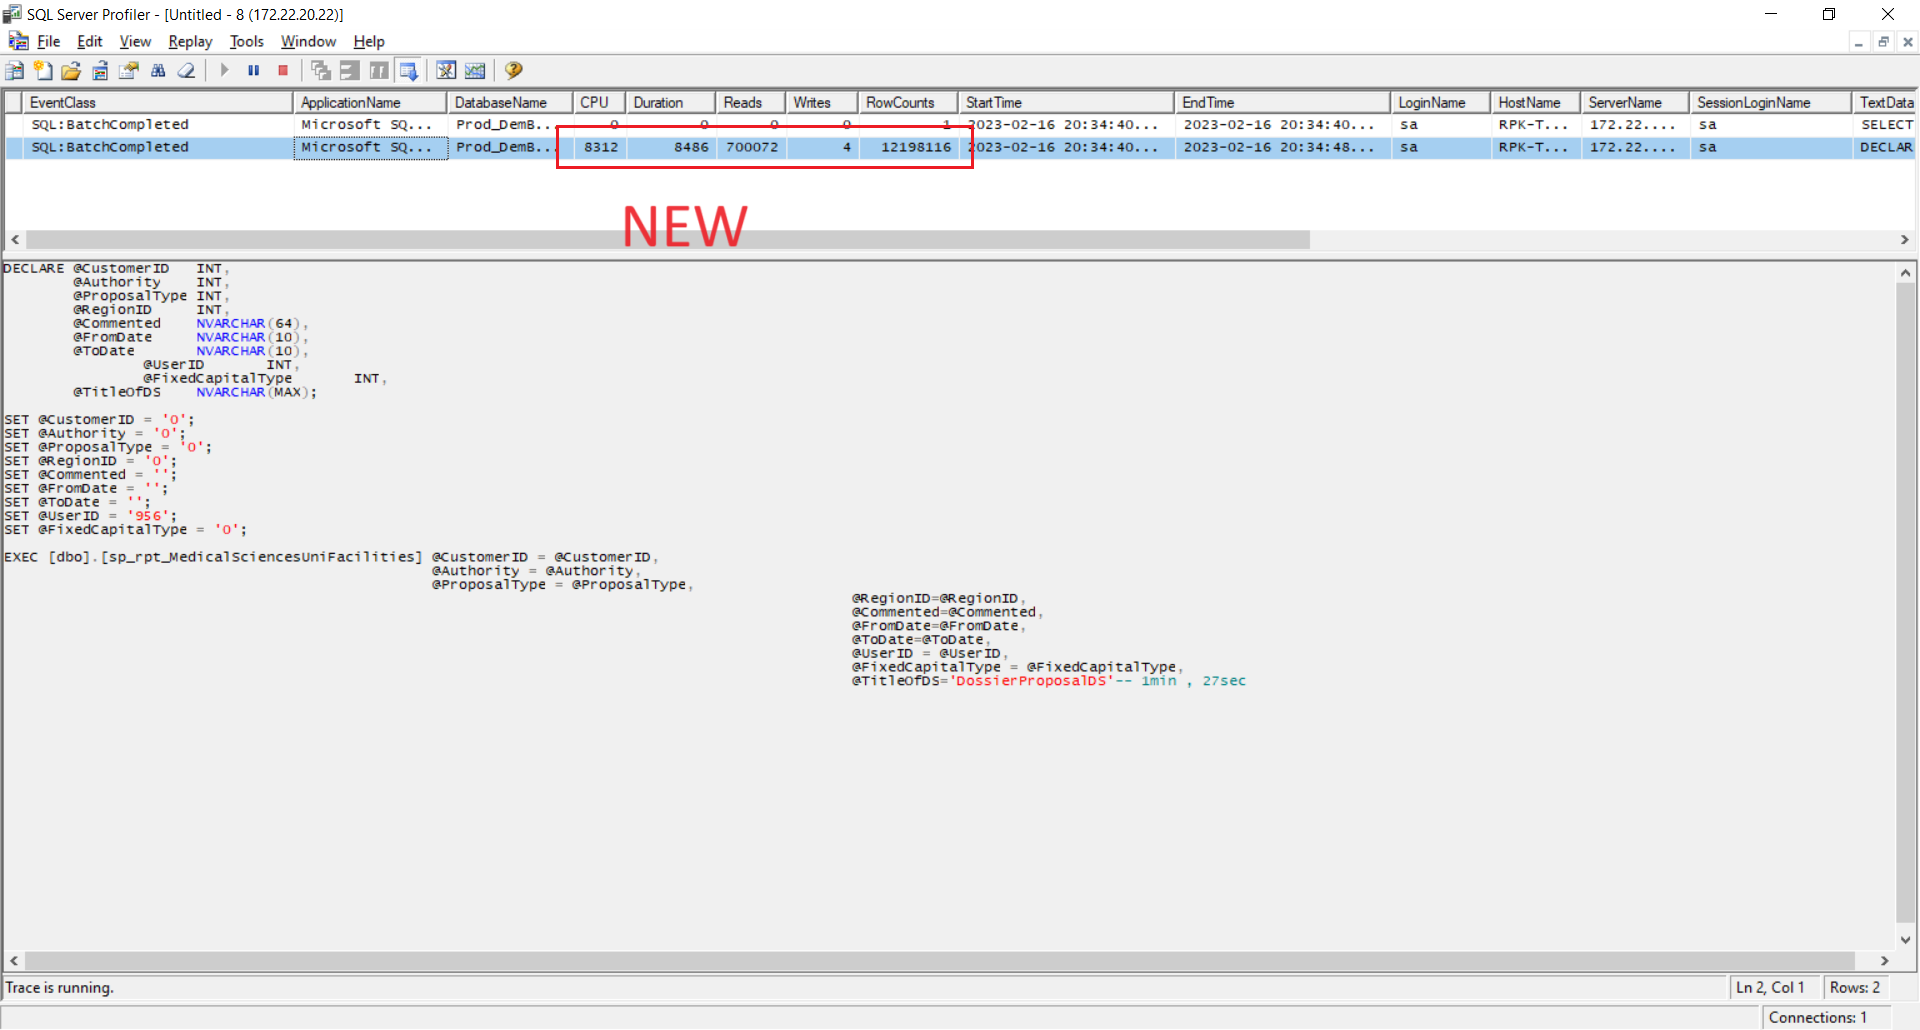 SQL Server Profiler - [Untitled - 8 (172.22.20.22)]
File Edit View Replay Tools Window Help
EventClass ApplicationName DatabaseName CPU Duration Reads Writes RowCounts StartTime EndTime LoginName HostName ServerName SessionLoginName TextData
SQL:BatchCompleted Microsoft SQ... Prod_DemB... 0 0 0 0 1 2023-02-16 20:34:40... 2023-02-16 20:34:40... sa RPK-T... 172.22.... sa SELECT
SQL:BatchCompleted Microsoft SQ... Prod_DemB... 8312 8486 700072 4 12198116 2023-02-16 20:34:40... 2023-02-16 20:34:48... sa RPK-T... 172.22.... sa DECLAR
NEW
DECLARE @CustomerID INT,
@Authority INT,
@ProposalType INT,
@RegionID INT,
@Commented NVARCHAR(64),
@FromDate NVARCHAR(10),
@ToDate NVARCHAR(10),
@UserID INT,
@FixedCapitalType INT,
@TitleOfDS NVARCHAR(MAX);
SET @CustomerID = '0';
SET @Authority = '0';
SET @ProposalType = '0';
SET @RegionID = '0';
SET @Commented = '';
SET @FromDate = '';
SET @ToDate = '';
SET @UserID = '956';
SET @FixedCapitalType = '0';
EXEC [dbo].[sp_rpt_MedicalSciencesUniFacilities] @CustomerID = @CustomerID,
@Authority = @Authority,
@ProposalType = @ProposalType,
@RegionID=@RegionID,
@Commented=@Commented,
@FromDate=@FromDate,
@ToDate=@ToDate,
@UserID = @UserID,
@FixedCapitalType = @FixedCapitalType,
@TitleOfDS='DossierProposalDS'-- 1min , 27sec
Trace is running.
Ln 2, Col 1 Rows: 2
Connections: 1